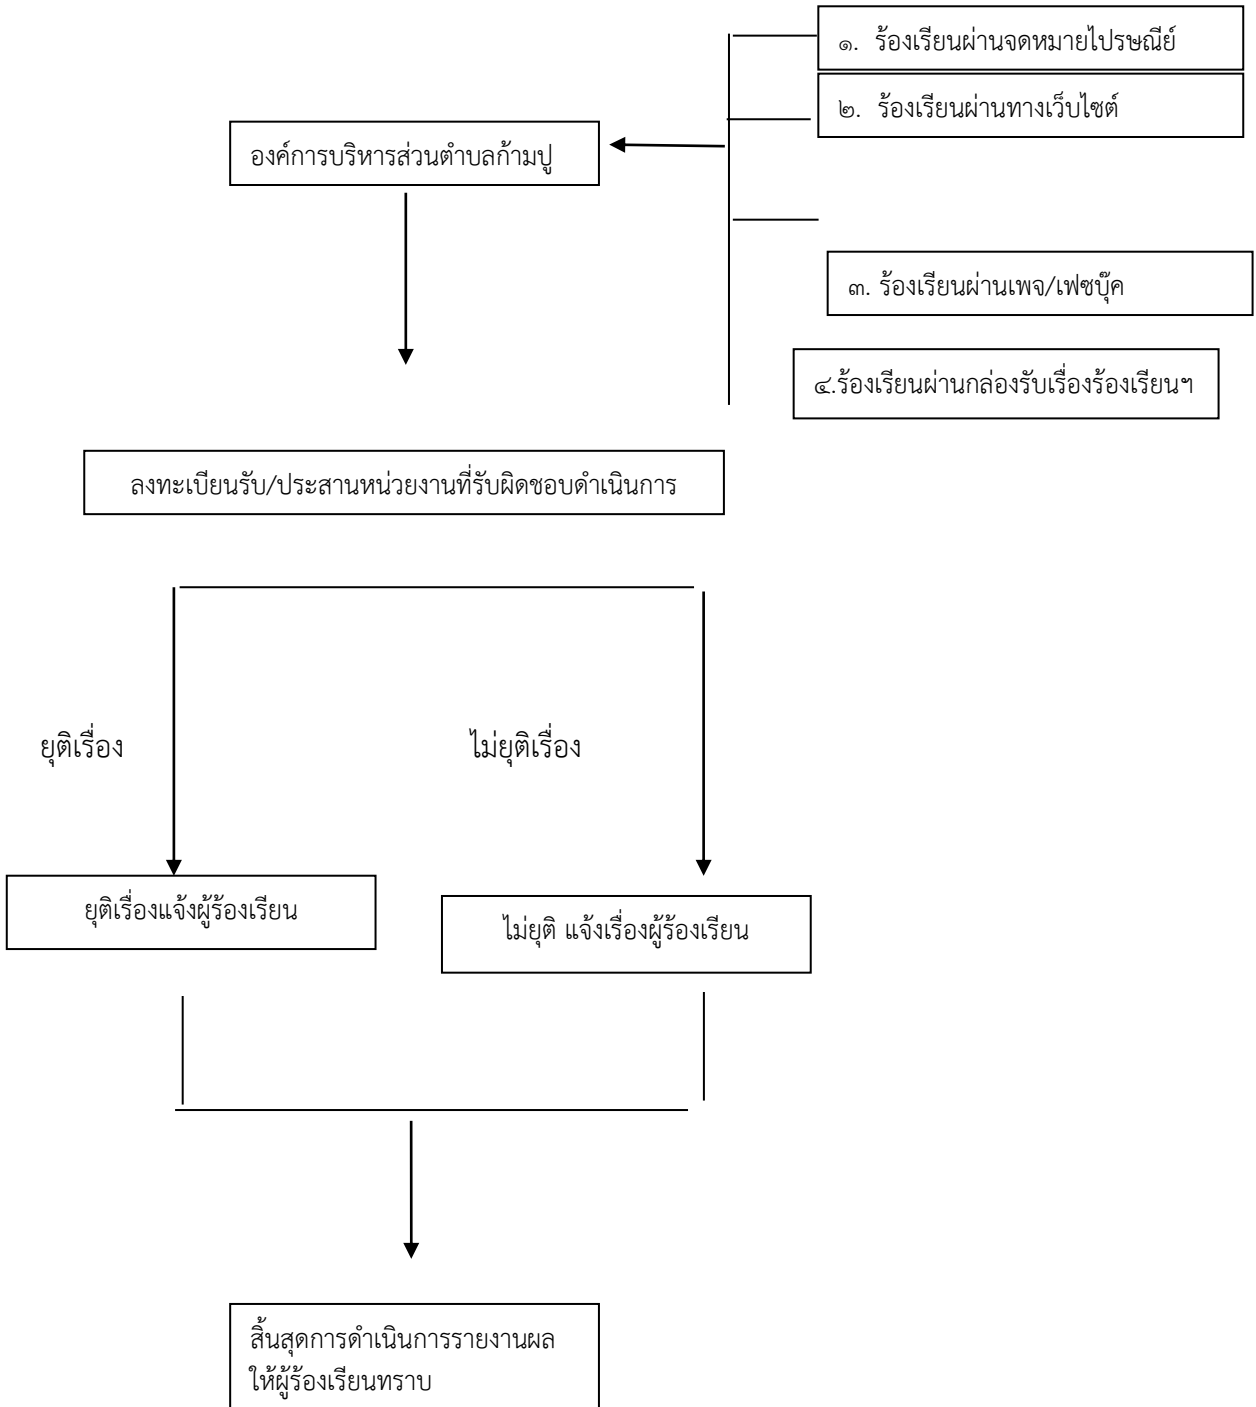 ๑. ร้องเรียนผ่านจดหมายไปรษณีย์
๒. ร้องเรียนผ่านทางเว็บไซต์
องค์การบริหารส่วนตำบลก้ามปู
๓. ร้องเรียนผ่านเพจ/เฟซบุ๊ค
๔.ร้องเรียนผ่านกล่องรับเรื่องร้องเรียนฯ
ลงทะเบียนรับ/ประสานหน่วยงานที่รับผิดชอบดำเนินการ
ยุติเรื่อง
ไม่ยุติเรื่อง
ยุติเรื่องแจ้งผู้ร้องเรียน
ไม่ยุติ แจ้งเรื่องผู้ร้องเรียน
สิ้นสุดการดำเนินการรายงานผล
ให้ผู้ร้องเรียนทราบ